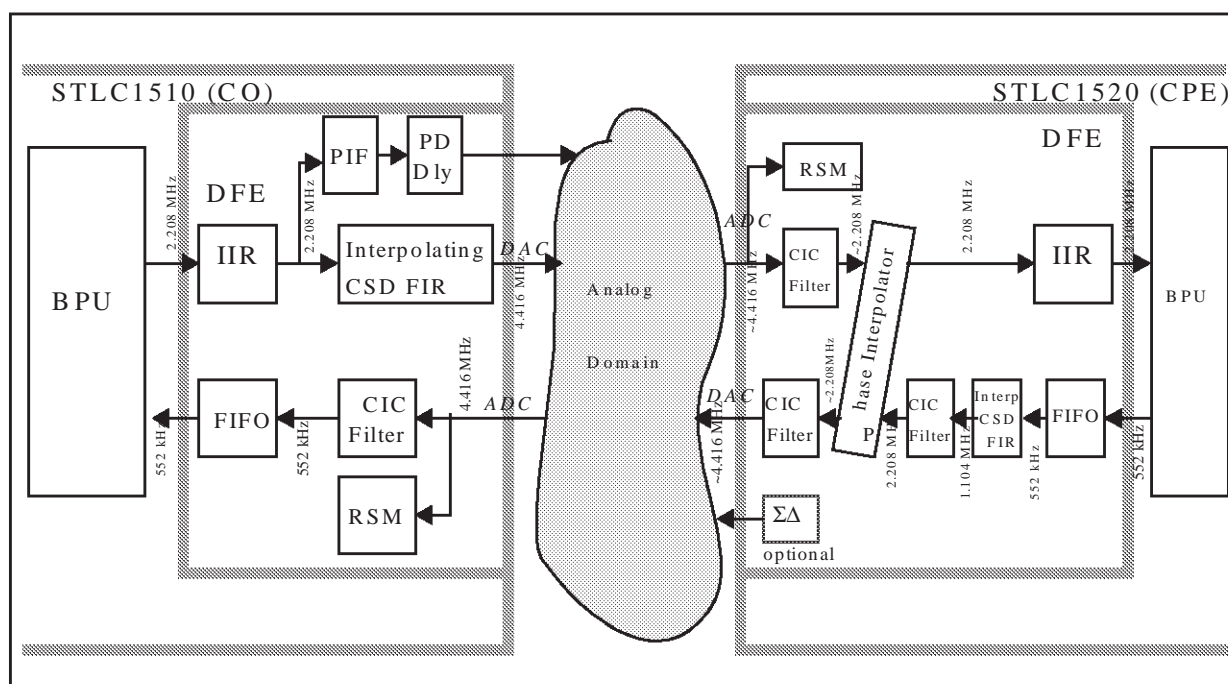 STLC1510 (CO)
STLC1520 (CPE)
PIF
PD
Dly
DFE
DFE
BPU
2.208 MHz
IIR
2.208 MHz
Interpolating
CSD FIR
DAC
4.416 MHz
Analog
Domain
ADC
~4.416 MHz
RSM
CIC
Filter
~2.208 MHz
Phase Interpolator
2.208 MHz
IIR
2.208 MHz
BPU
552 kHz
FIFO
552 kHz
CIC
Filter
4.416 MHz
ADC
RSM
DAC
~4.416 MHz
CIC
Filter
~2.208MHz
2.208 MHz
CIC
Filter
1.104 MHz
Interp
CSD
FIR
552 kHz
FIFO
552 kHz
ΣΔ
optional